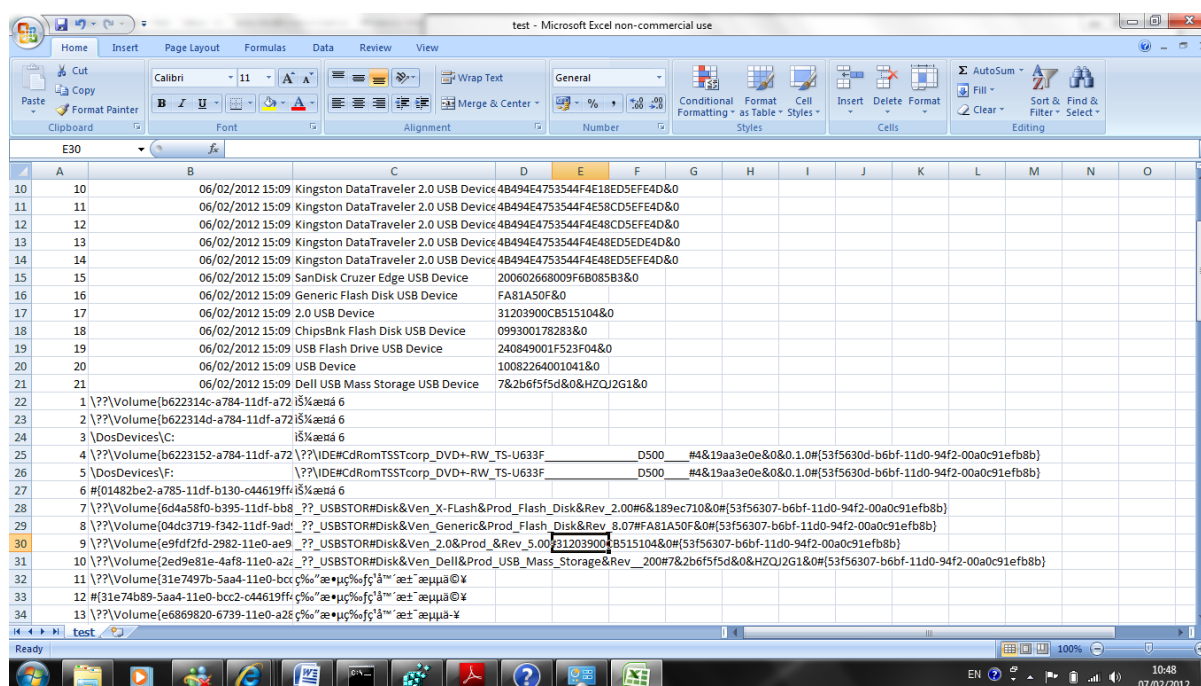 test - Microsoft Excel non-commercial use
Home Insert Page Layout Formulas Data Review View
Cut
Copy
Format Painter
Paste
Calibri 11
Wrap Text
Merge & Center
General
Conditional Formatting
Format as Table
Cell Styles
Insert Delete Format
AutoSum
Fill
Clear
Sort & Filter
Find & Select
Clipboard Font Alignment Number Styles Cells Editing
E30 fx
A B C D E F G H I J K L M N O
10 10 06/02/2012 15:09 Kingston DataTraveler 2.0 USB Device 4B494E4753544F4E18ED5EFE4D&0
11 11 06/02/2012 15:09 Kingston DataTraveler 2.0 USB Device 4B494E4753544F4E58CD5EFE4D&0
12 12 06/02/2012 15:09 Kingston DataTraveler 2.0 USB Device 4B494E4753544F4E48CD5EFE4D&0
13 13 06/02/2012 15:09 Kingston DataTraveler 2.0 USB Device 4B494E4753544F4E48ED5EDE4D&0
14 14 06/02/2012 15:09 Kingston DataTraveler 2.0 USB Device 4B494E4753544F4E48ED5EFE4D&0
15 15 06/02/2012 15:09 SanDisk Cruzer Edge USB Device 200602668009F6B085B3&0
16 16 06/02/2012 15:09 Generic Flash Disk USB Device FA81A50F&0
17 17 06/02/2012 15:09 2.0 USB Device 31203900CB515104&0
18 18 06/02/2012 15:09 ChipsBnk Flash Disk USB Device 099300178283&0
19 19 06/02/2012 15:09 USB Flash Drive USB Device 240849001F523F04&0
20 20 06/02/2012 15:09 USB Device 10082264001041&0
21 21 06/02/2012 15:09 Dell USB Mass Storage USB Device 7&2b6f5f5d&0&HZQJ2G1&0
22 1 \??\Volume{b622314c-a784-11df-a72
23 2 \??\Volume{b622314d-a784-11df-a72
24 3 \DosDevices\C:
25 4 \??\Volume{b6223152-a784-11df-a72 \??\IDE#CdRomTSSTcorp_DVD+-RW_TS-U633F________________D500____#4&19aa3e0e&0&0.1.0#{53f5630d-b6bf-11d0-94f2-00a0c91efb8b}
26 5 \DosDevices\F: \??\IDE#CdRomTSSTcorp_DVD+-RW_TS-U633F________________D500____#4&19aa3e0e&0&0.1.0#{53f5630d-b6bf-11d0-94f2-00a0c91efb8b}
27 6 #{01482be2-a785-11df-b130-c44619ff
28 7 \??\Volume{6d4a58f0-b395-11df-bb8 _??_USBSTOR#Disk&Ven_X-FLash&Prod_Flash_Disk&Rev_2.00#6&189ec710&0#{53f56307-b6bf-11d0-94f2-00a0c91efb8b}
29 8 \??\Volume{04dc3719-f342-11df-9ad _??_USBSTOR#Disk&Ven_Generic&Prod_Flash_Disk&Rev_8.07#FA81A50F&0#{53f56307-b6bf-11d0-94f2-00a0c91efb8b}
30 9 \??\Volume{e9fdf2fd-2982-11e0-ae9 _??_USBSTOR#Disk&Ven_2.0&Prod_&Rev_5.00#31203900CB515104&0#{53f56307-b6bf-11d0-94f2-00a0c91efb8b}
31 10 \??\Volume{2ed9e81e-4af8-11e0-a2a _??_USBSTOR#Disk&Ven_Dell&Prod_USB_Mass_Storage&Rev__200#7&2b6f5f5d&0&HZQJ2G1&0#{53f56307-b6bf-11d0-94f2-00a0c91efb8b}
32 11 \??\Volume{31e7497b-5aa4-11e0-bcc
33 12 #{31e74b89-5aa4-11e0-bcc2-c44619ff
34 13 \??\Volume{e6869820-6739-11e0-a28
test
Ready 100%
EN 10:48
07/02/2012